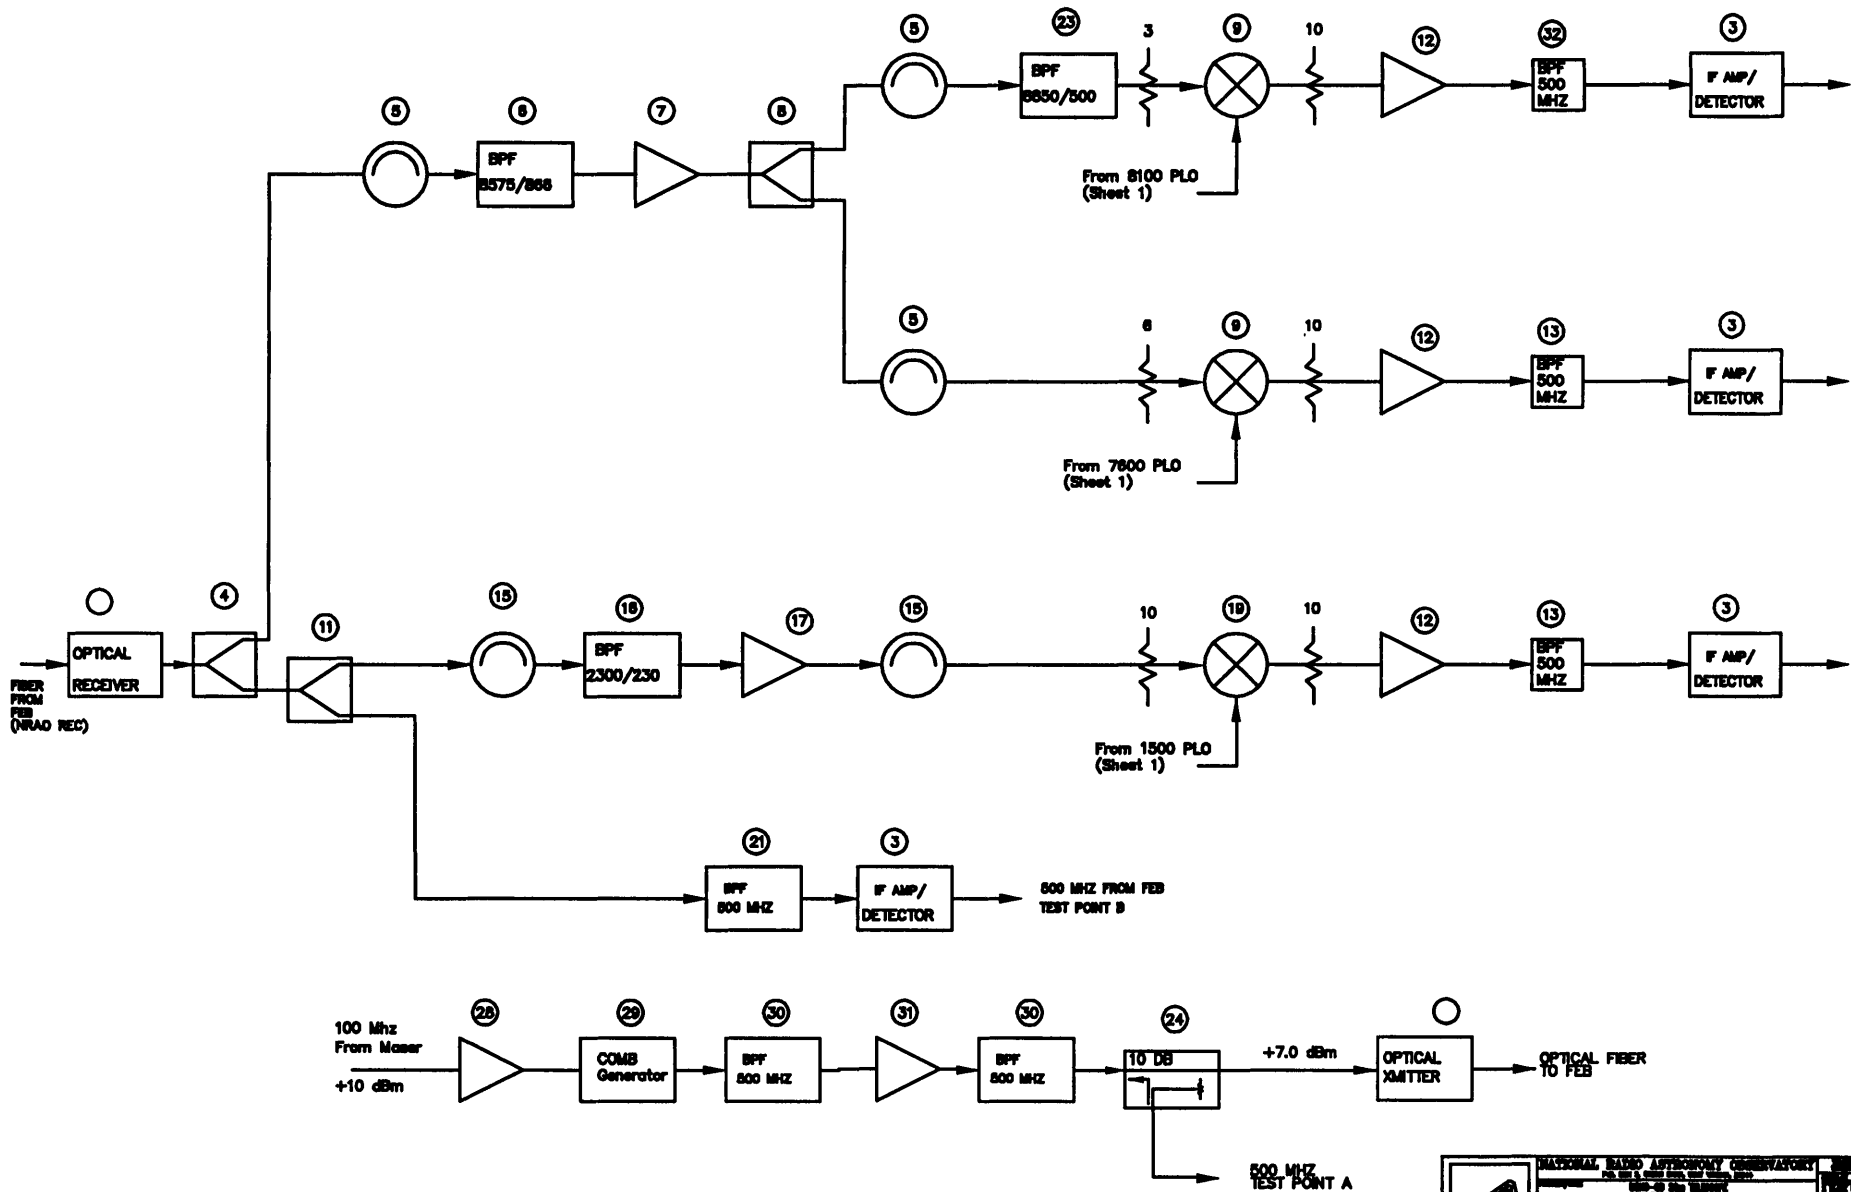 5
23
3
9
10
12
32
3
BPF
500
MHZ
IF AMP/
DETECTOR
BPF
8650/500
5
6
7
8
BPF
8575/866
From 8100 PLO
(Sheet 1)
5
6
9
10
12
13
3
BPF
500
MHZ
IF AMP/
DETECTOR
From 7600 PLO
(Sheet 1)
4
11
15
16
17
15
10
19
10
12
13
3
OPTICAL
RECEIVER
BPF
2300/230
BPF
500
MHZ
IF AMP/
DETECTOR
FIBER
FROM
FEB
(NRAO REC)
From 1500 PLO
(Sheet 1)
21
3
BPF
500 MHZ
IF AMP/
DETECTOR
500 MHZ FROM FEB
TEST POINT B
28
29
30
31
30
24
100 Mhz
From Maser
+10 dBm
COMB
Generator
BPF
500 MHZ
BPF
500 MHZ
10 DB
+7.0 dBm
OPTICAL
XMITTER
OPTICAL FIBER
TO FEB
500 MHZ
TEST POINT A
NATIONAL RADIO ASTRONOMY OBSERVATORY